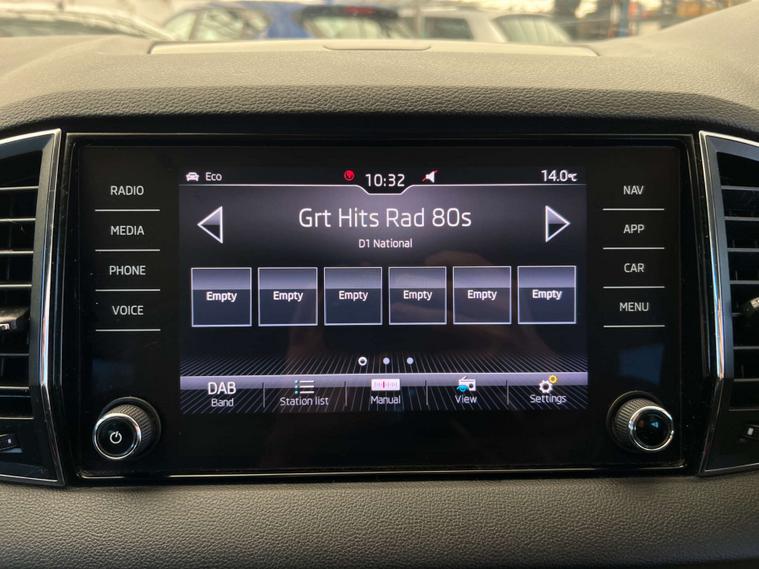 Eco 10:32 14.0°C
RADIO
MEDIA
PHONE
VOICE
Grt Hits Rad 80s
D1 National
Empty Empty Empty Empty Empty Empty
DAB
Band Station list Manual View Settings
NAV
APP
CAR
MENU